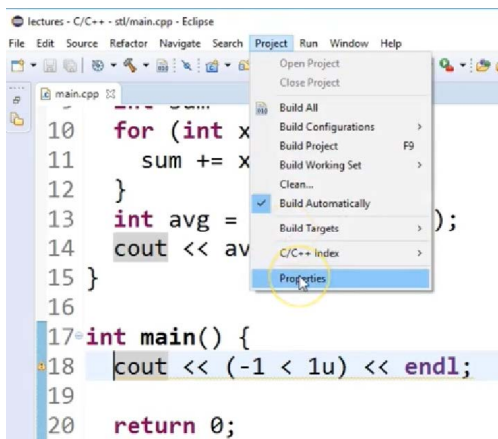 lectures - C/C++ - stl/main.cpp - Eclipse
File Edit Source Refactor Navigate Search Project Run Window Help
Open Project
Close Project
Build All
Build Configurations
Build Project F9
Build Working Set
Clean...
Build Automatically
Build Targets
C/C++ Index
Properties
main.cpp
10 for (int x
11 sum += x
12 }
13 int avg = );
14 cout << av
15 }
16
17 int main() {
18 cout << (-1 < 1u) << endl;
19
20 return 0;